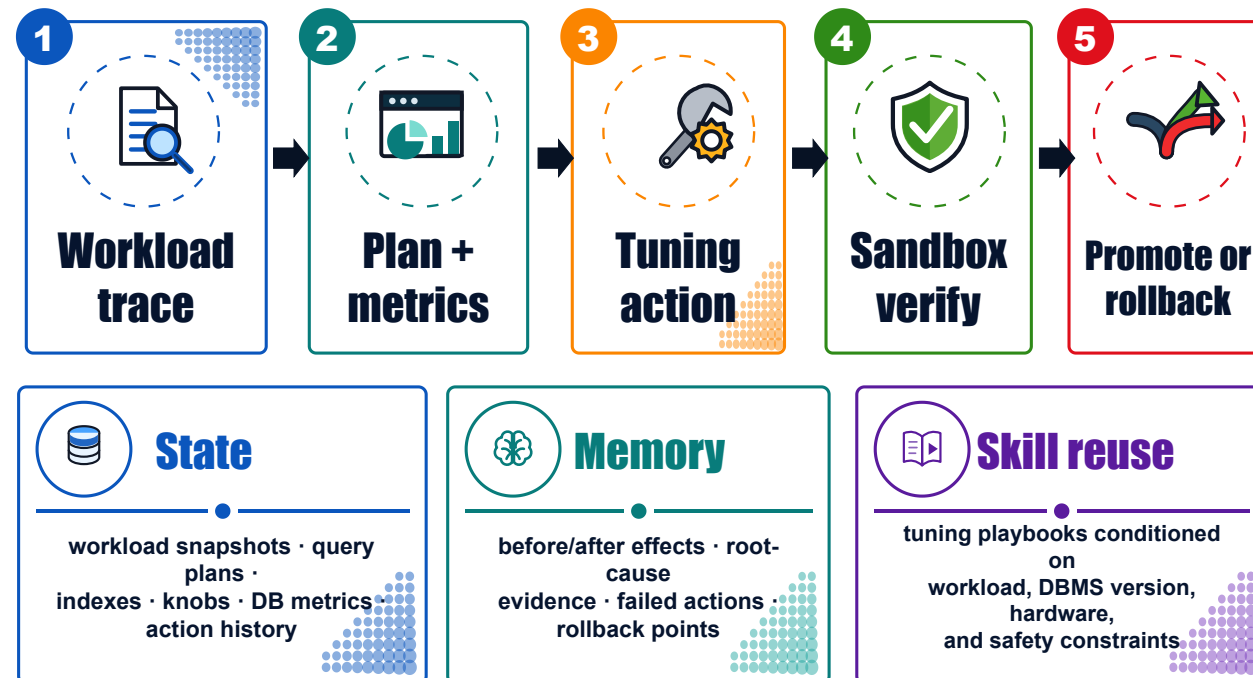 1
Workload
trace
2
Plan +
metrics
3
Tuning
action
4
Sandbox
verify
5
Promote or
rollback
State
workload snapshots · query
plans ·
indexes · knobs · DB metrics ·
action history
Memory
before/after effects · root-
cause
evidence · failed actions ·
rollback points
Skill reuse
tuning playbooks conditioned
on
workload, DBMS version,
hardware,
and safety constraints